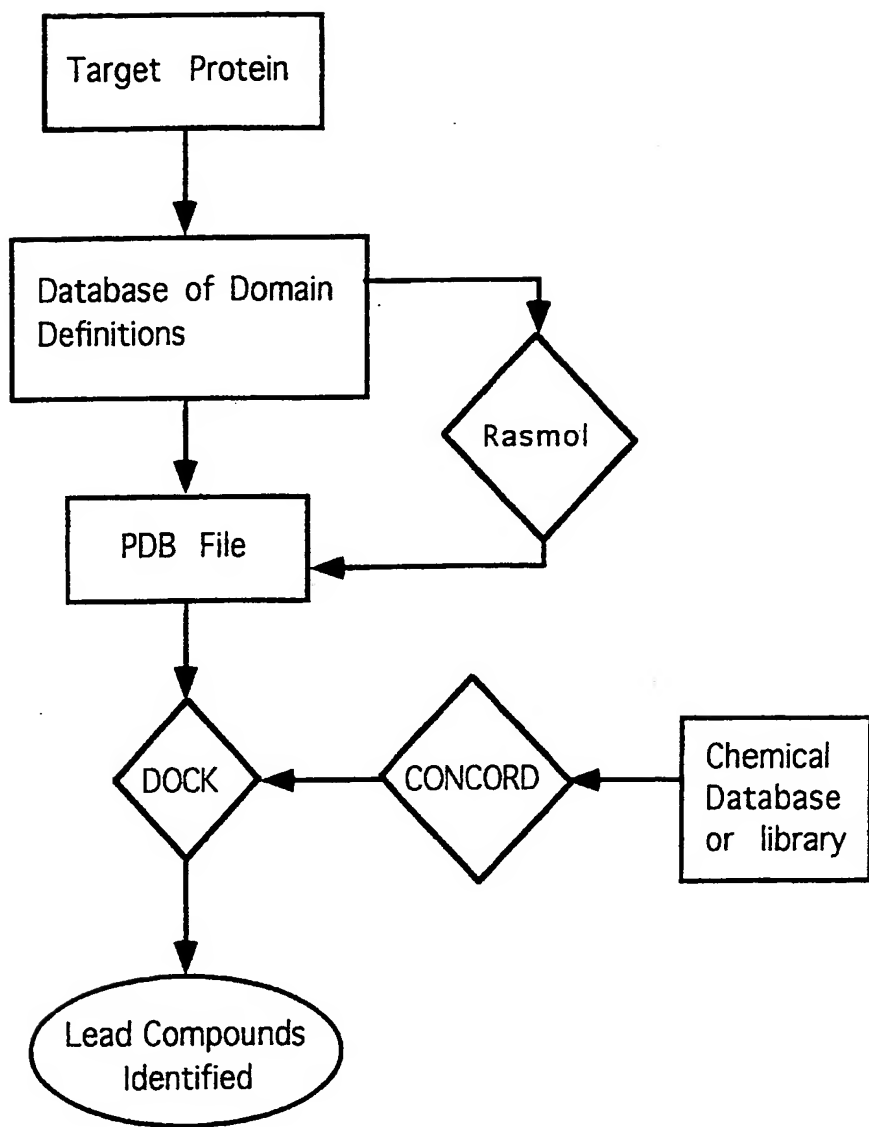 Target Protein
Database of Domain
Definitions
Rasmol
PDB File
DOCK
CONCORD
Chemical
Database
or library
Lead Compounds
Identified